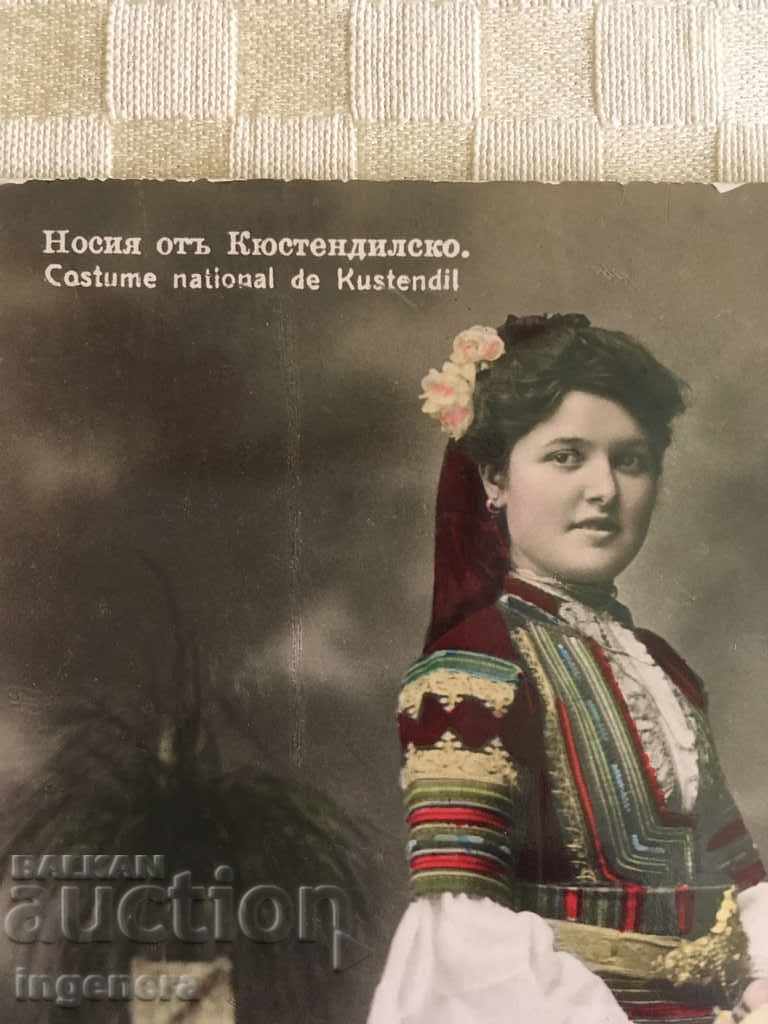 Носия отъ Кюстендилско.
Costume national de Kustendil
BALKAN
auction
ingenera